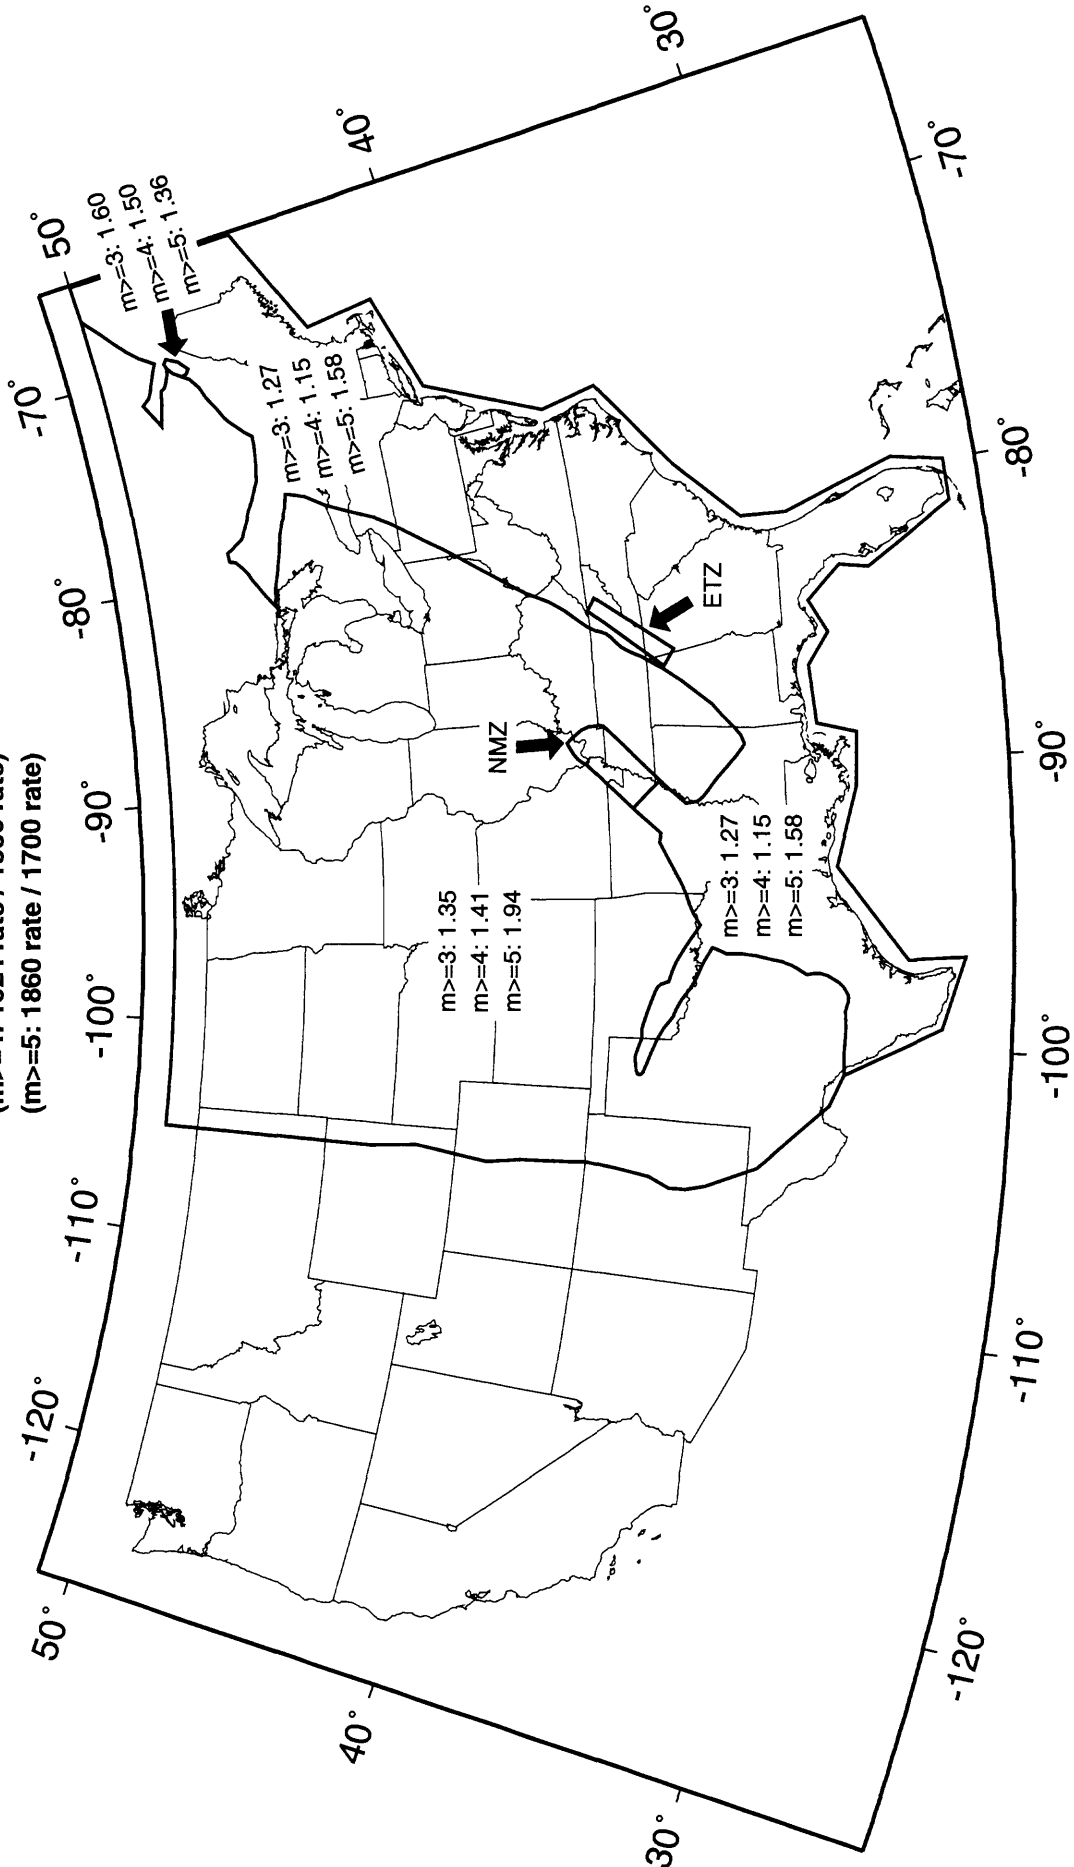 (m>=5: 1860 rate / 1700 rate)
50°
40°
30°
-120°
-110°
-100°
-90°
-80°
-70°
50°
40°
30°
-120°
-110°
-100°
-90°
-80°
-70°
m>=3: 1.60
m>=4: 1.50
m>=5: 1.36
m>=3: 1.27
m>=4: 1.15
m>=5: 1.58
m>=3: 1.35
m>=4: 1.41
m>=5: 1.94
NMZ
ETZ
m>=3: 1.27
m>=4: 1.15
m>=5: 1.58